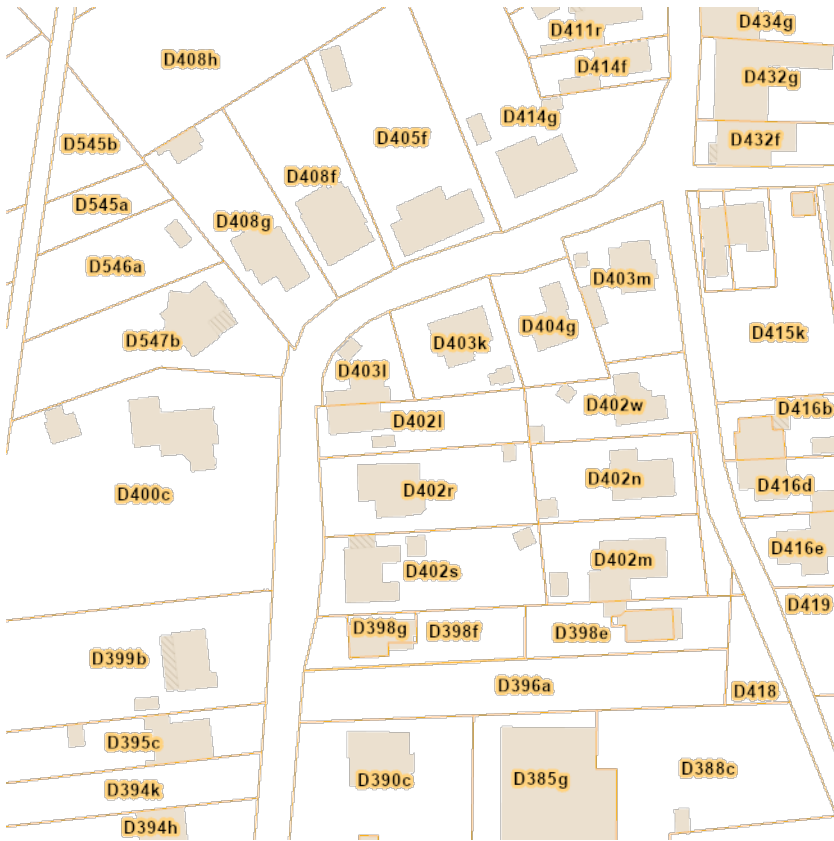 D434g
D411r
D408h
D414f
D432g
D414g
D405f
D432f
D545b
D408f
D545a
D408g
D546a
D403m
D404g
D415k
D547b
D403k
D403l
D402w
D416b
D402l
D402n
D416d
D402r
D400c
D416e
D402m
D402s
D419
D398g
D398f
D398e
D399b
D396a
D418
D395c
D388c
D390c
D385g
D394k
D394h